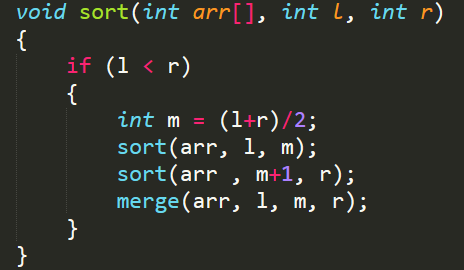 void sort(int arr[], int l, int r)
{
    if (l < r)
    {
        int m = (l+r)/2;
        sort(arr, l, m);
        sort(arr , m+1, r);
        merge(arr, l, m, r);
    }
}